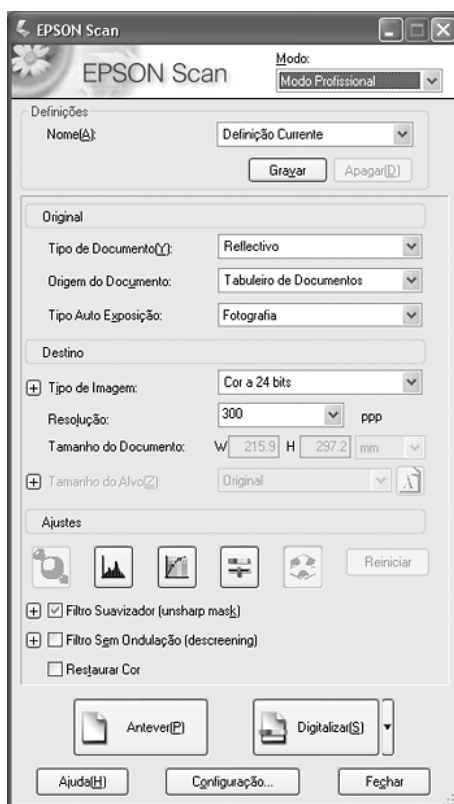 EPSON Scan
EPSON Scan
Modo:
Modo Profissional
Definições
Nome(A): Definição Currente
Gravar Apagar(D)
Original
Tipo de Documento(Y): Reflectivo
Origem do Documento: Tabuleiro de Documentos
Tipo Auto Exposição: Fotografia
Destino
Tipo de Imagem: Cor a 24 bits
Resolução: 300 ppp
Tamanho do Documento: W 215.9 H 297.2 mm
Tamanho do Alvo(Z): Original
Ajustes
Reiniciar
Filtro Suavizador (unsharp mask)
Filtro Sem Ondulação (descreening)
Restaurar Cor
Antever(P) Digitalizar(S)
Ajuda(H) Configuração... Fechar